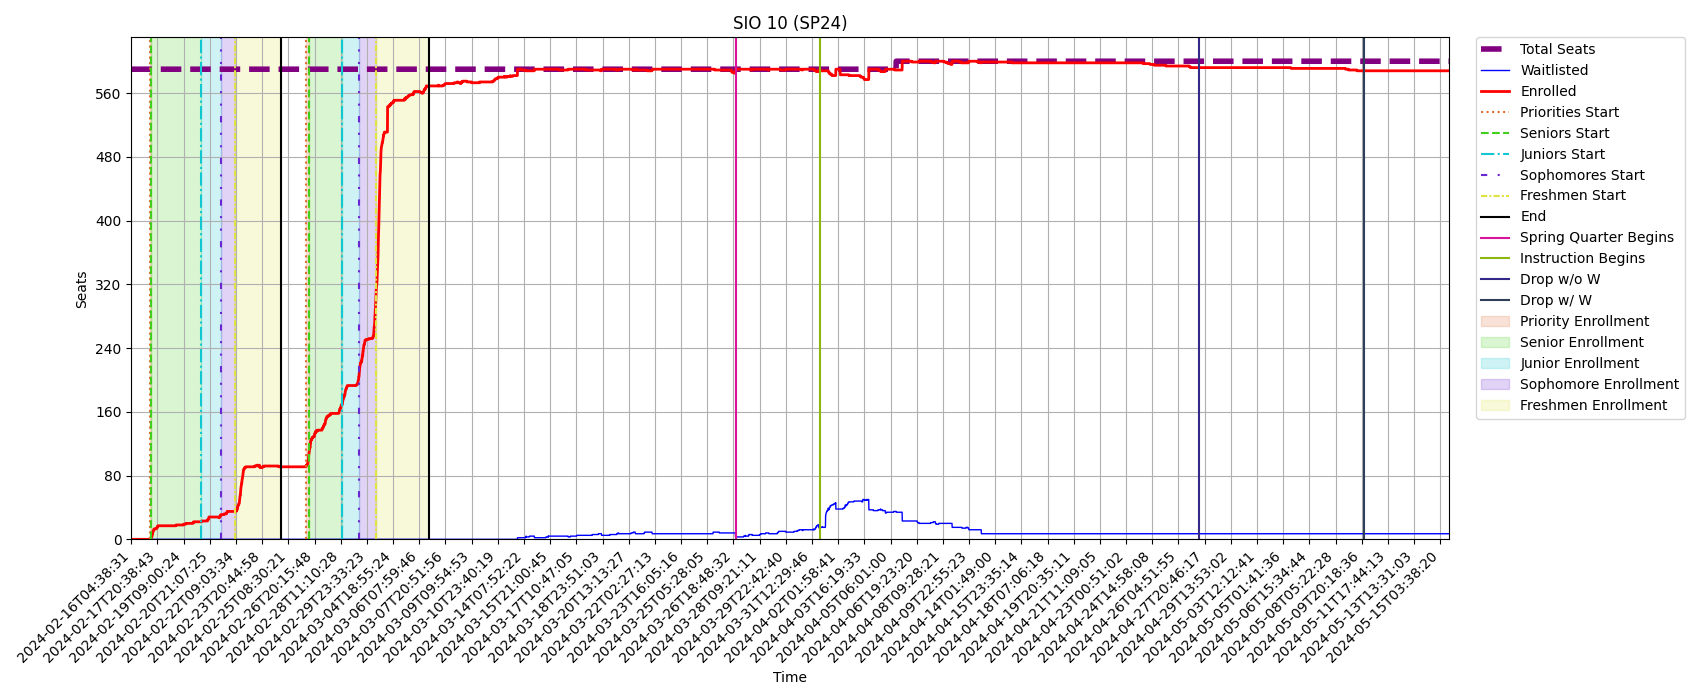 SIO 10 (SP24)
Seats
560
480
400
320
240
160
80
0
2024-02-16T04:38:31
2024-02-17T20:38:43
2024-02-19T09:00:24
2024-02-20T21:07:25
2024-02-22T09:03:34
2024-02-23T20:44:58
2024-02-25T08:30:21
2024-02-26T20:15:48
2024-02-28T11:10:28
2024-02-29T23:33:23
2024-03-04T18:55:24
2024-03-06T07:59:46
2024-03-07T20:51:56
2024-03-09T09:54:53
2024-03-10T23:40:19
2024-03-14T07:52:22
2024-03-15T21:00:45
2024-03-17T10:47:05
2024-03-18T23:51:03
2024-03-20T13:13:27
2024-03-22T02:27:13
2024-03-23T16:05:16
2024-03-25T05:28:05
2024-03-26T18:48:32
2024-03-28T09:21:11
2024-03-29T22:42:40
2024-03-31T12:29:46
2024-04-02T01:58:41
2024-04-03T16:19:33
2024-04-05T06:01:00
2024-04-06T19:23:20
2024-04-08T09:28:21
2024-04-09T22:55:23
2024-04-14T01:49:00
2024-04-15T23:35:14
2024-04-18T07:06:18
2024-04-19T20:35:11
2024-04-21T11:09:05
2024-04-23T00:51:02
2024-04-24T14:58:08
2024-04-26T04:51:55
2024-04-27T20:46:17
2024-04-29T13:53:02
2024-05-03T12:12:41
2024-05-05T01:41:36
2024-05-06T15:34:44
2024-05-08T05:22:28
2024-05-09T20:18:36
2024-05-11T17:44:13
2024-05-13T13:31:03
2024-05-15T03:38:20
Time
Total Seats
Waitlisted
Enrolled
Priorities Start
Seniors Start
Juniors Start
Sophomores Start
Freshmen Start
End
Spring Quarter Begins
Instruction Begins
Drop w/o W
Drop w/ W
Priority Enrollment
Senior Enrollment
Junior Enrollment
Sophomore Enrollment
Freshmen Enrollment